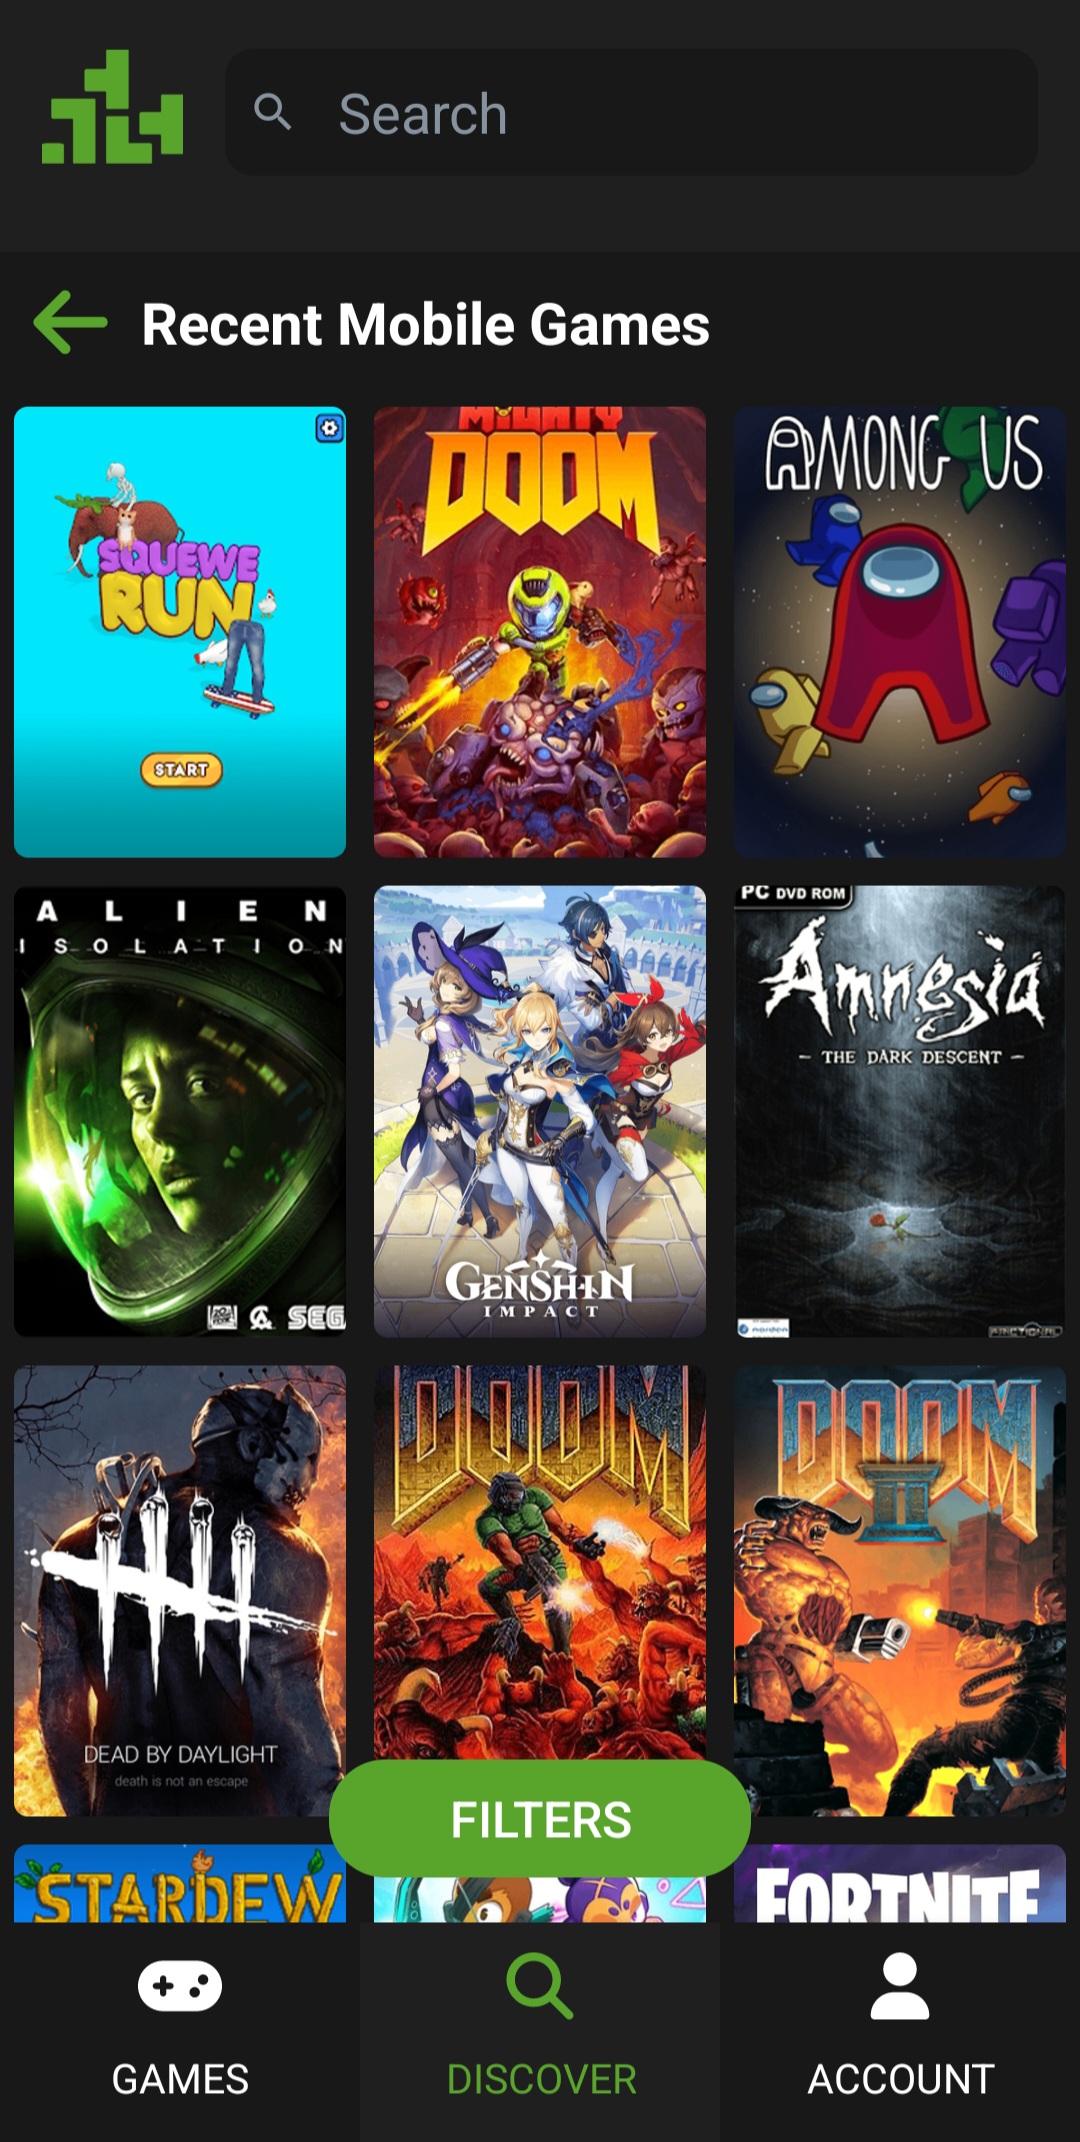 Search
Recent Mobile Games
SQUEWE
RUN
START
MIGHTY
DOOM
AMONG US
ALIEN
ISOLATION
SEGA
GENSHIN
IMPACT
PC DVD ROM
Amnesia
- THE DARK DESCENT -
FRICTIONAL
DEAD BY DAYLIGHT
death is not an escape
DOOM
DOOM
II
FILTERS
STARDEW
FORTNITE
GAMES
DISCOVER
ACCOUNT